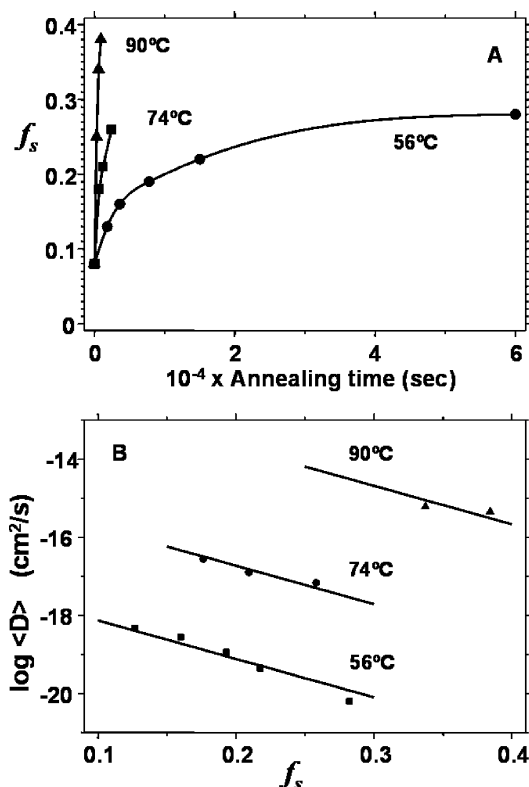 0.4
90ºC
A
0.3
74ºC
f_s
56ºC
0.2
0.1
0
0 2 4 6
10⁻⁴ x Annealing time (sec)
-14
B
90ºC
log <D> (cm²/s)
-16
74ºC
-18
56ºC
-20
0.1 0.2 0.3 0.4
f_s